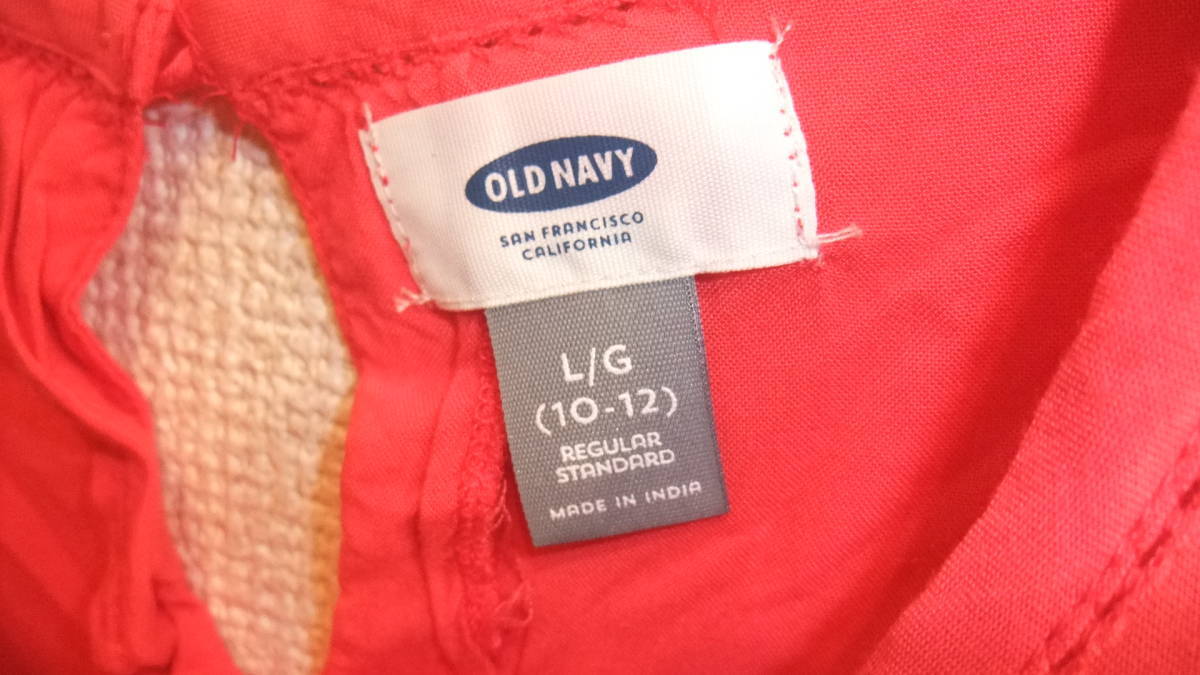 OLD NAVY
SAN FRANCISCO
CALIFORNIA
L/G
(10-12)
REGULAR
STANDARD
MADE IN INDIA